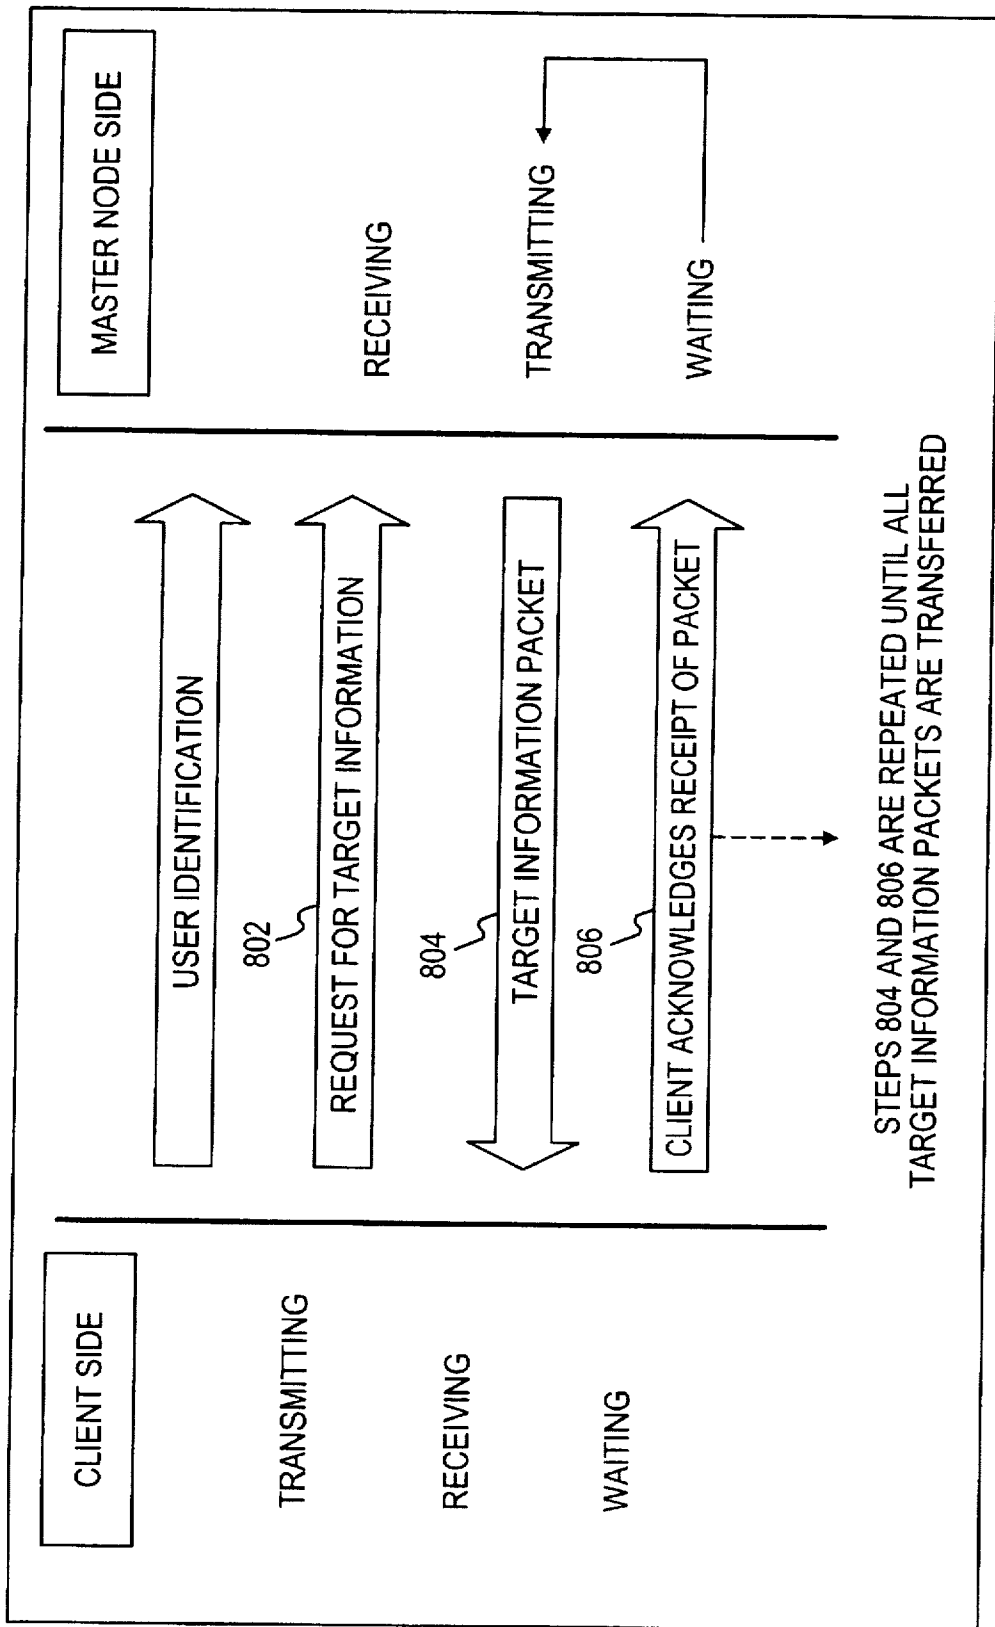 CLIENT SIDE
MASTER NODE SIDE
USER IDENTIFICATION
802
TRANSMITTING
REQUEST FOR TARGET INFORMATION
RECEIVING
804
RECEIVING
TARGET INFORMATION PACKET
TRANSMITTING
806
WAITING
CLIENT ACKNOWLEDGES RECEIPT OF PACKET
WAITING
STEPS 804 AND 806 ARE REPEATED UNTIL ALL
TARGET INFORMATION PACKETS ARE TRANSFERRED